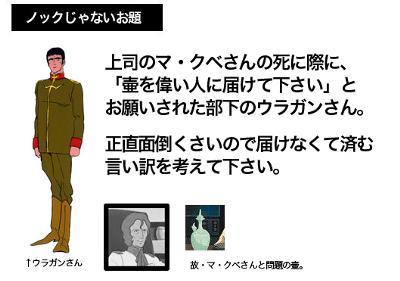 ノックじゃないお題
上司のマ・クベさんの死に際に、
「壷を偉い人に届けて下さい」と
お願いされた部下のウラガンさん。
正直面倒くさいので届けなくて済む
言い訳を考えて下さい。
↑ウラガンさん
故・マ・クベさんと問題の壷。